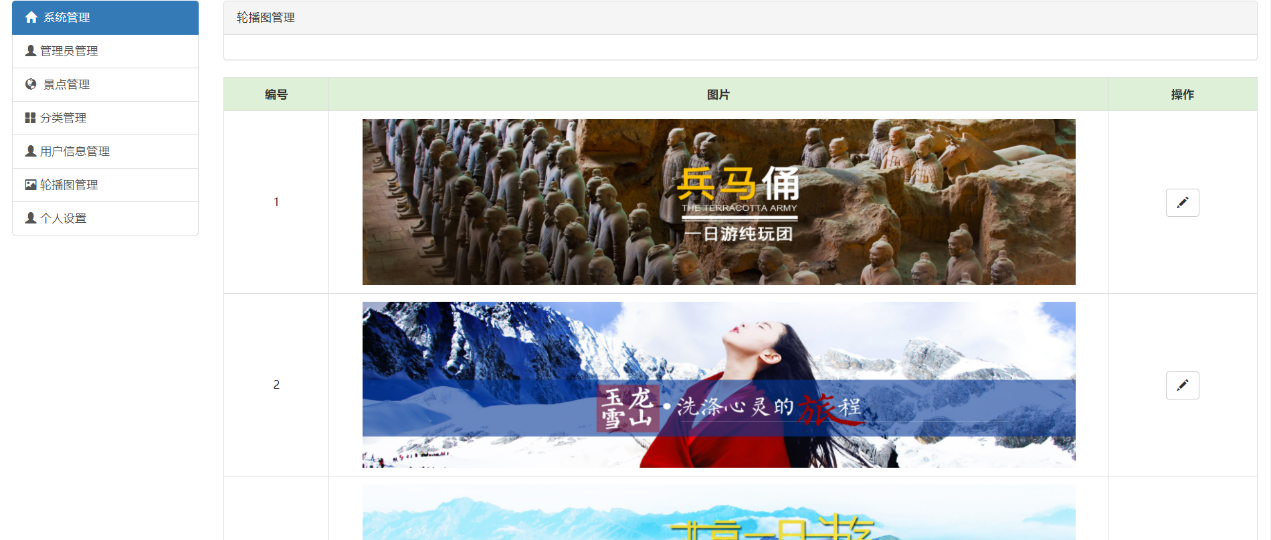 系统管理
管理员管理
景点管理
分类管理
用户信息管理
轮播图管理
个人设置
轮播图管理
编号 图片 操作
1
兵马俑
THE TERRACOTTA ARMY
一日游纯玩团
2
玉龙雪山·洗涤心灵的旅程
一日游